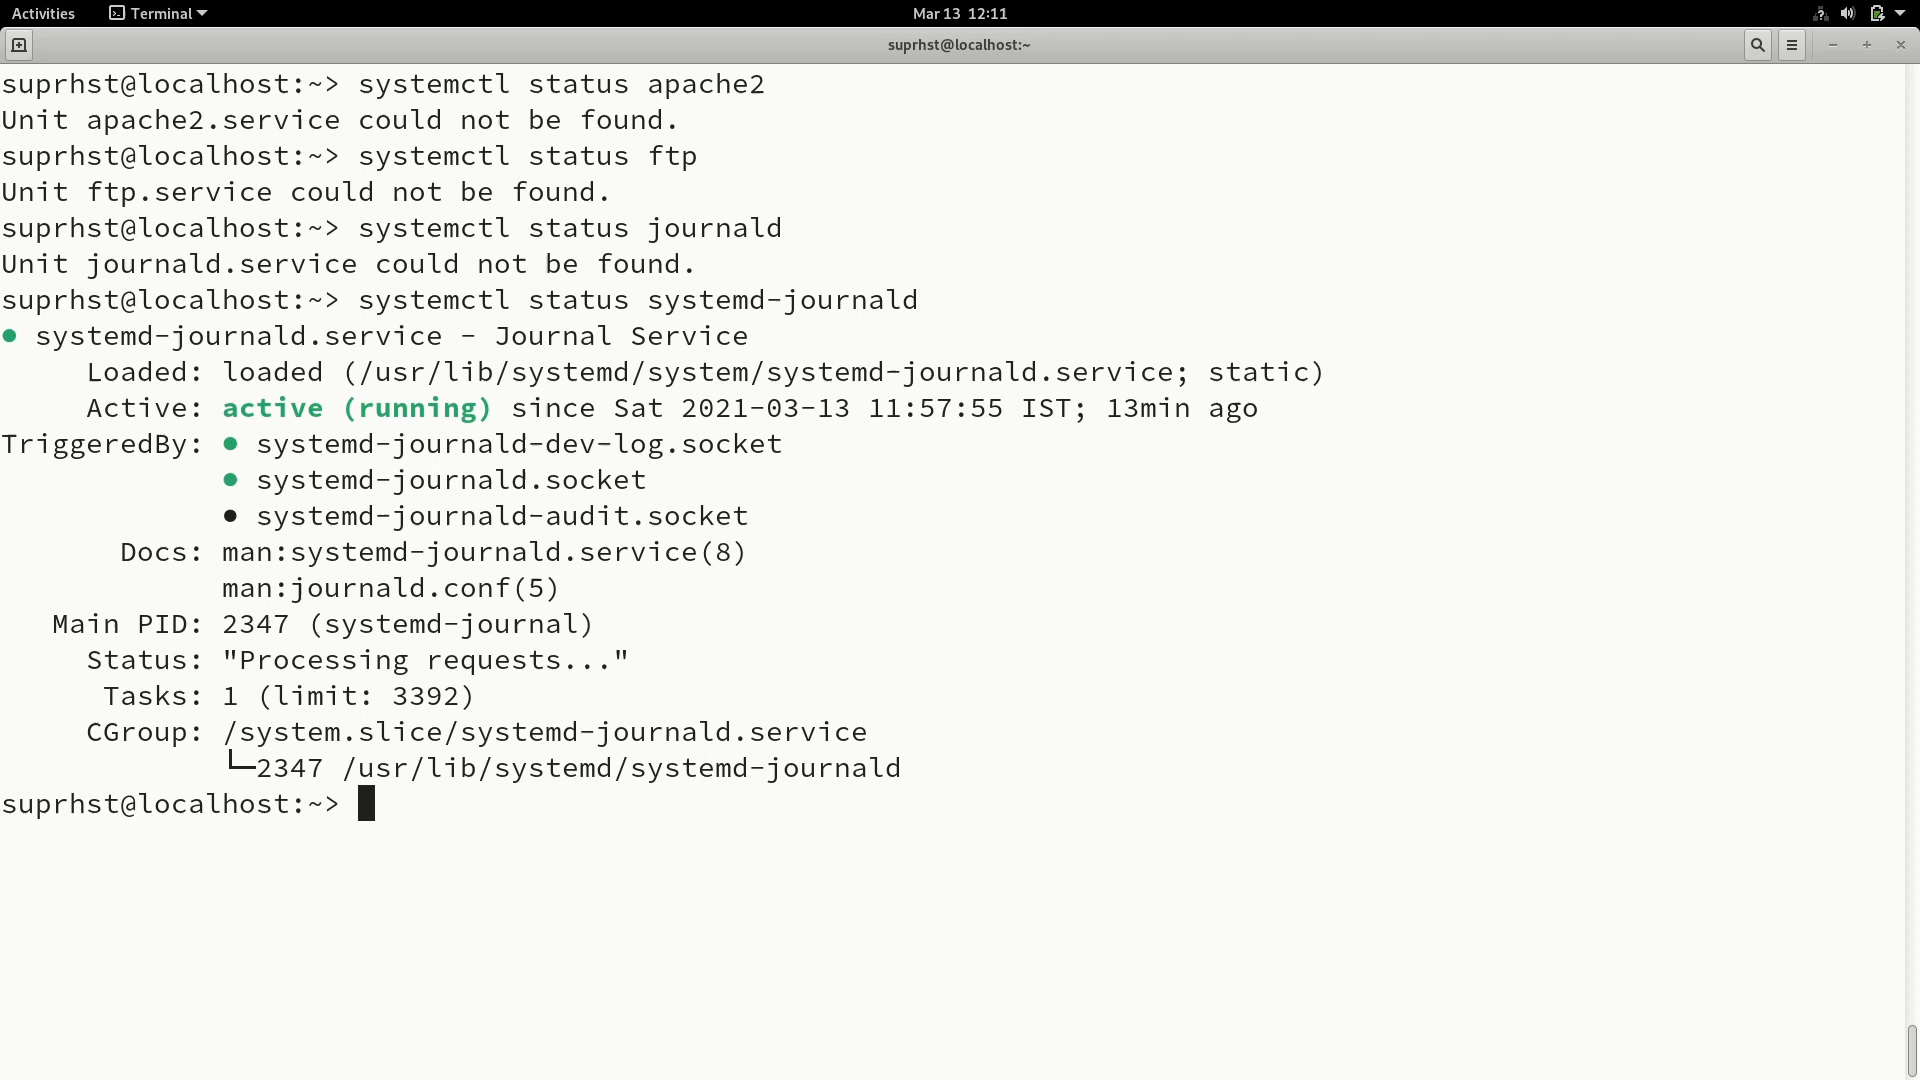 Activities Terminal Mar 13 12:11
suprhst@localhost:~
suprhst@localhost:~> systemctl status apache2
Unit apache2.service could not be found.
suprhst@localhost:~> systemctl status ftp
Unit ftp.service could not be found.
suprhst@localhost:~> systemctl status journald
Unit journald.service could not be found.
suprhst@localhost:~> systemctl status systemd-journald
● systemd-journald.service - Journal Service
     Loaded: loaded (/usr/lib/systemd/system/systemd-journald.service; static)
     Active: active (running) since Sat 2021-03-13 11:57:55 IST; 13min ago
TriggeredBy: ● systemd-journald-dev-log.socket
             ● systemd-journald.socket
             ● systemd-journald-audit.socket
       Docs: man:systemd-journald.service(8)
             man:journald.conf(5)
   Main PID: 2347 (systemd-journal)
     Status: "Processing requests..."
      Tasks: 1 (limit: 3392)
     CGroup: /system.slice/systemd-journald.service
             └─2347 /usr/lib/systemd/systemd-journald
suprhst@localhost:~>